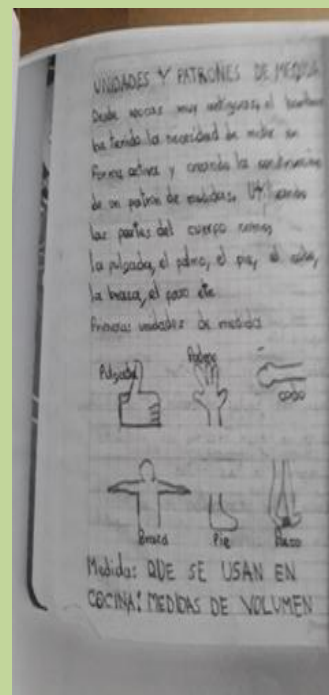 UNIDADES Y PATRONES DE MEDIDA
Desde epocas muy antiguas, el hombre
ha tenido la necesidad de medir en
forma activa y creando la
de un patron de medidas. Utilizando
las partes del cuerpo como,
la pulgada, el palmo, el pie, el codo,
la braza, el paso etc
Primeras unidades de medida
Pulgada
Palmo
codo
Braza
Pie
Paso
Medidas QUE SE USAN EN
COCINA: MEDIDAS DE VOLUMEN